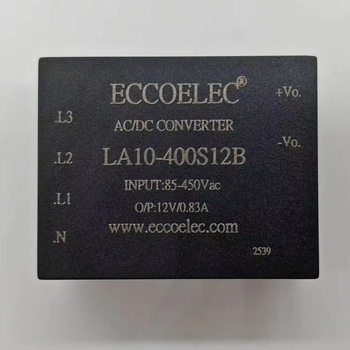 ECCOELEC®
+Vo.
.L3
AC/DC CONVERTER
-Vo.
.L2
LA10-400S12B
INPUT:85-450Vac
.L1
O/P:12V/0.83A
.N
www.eccoelec.com
2539